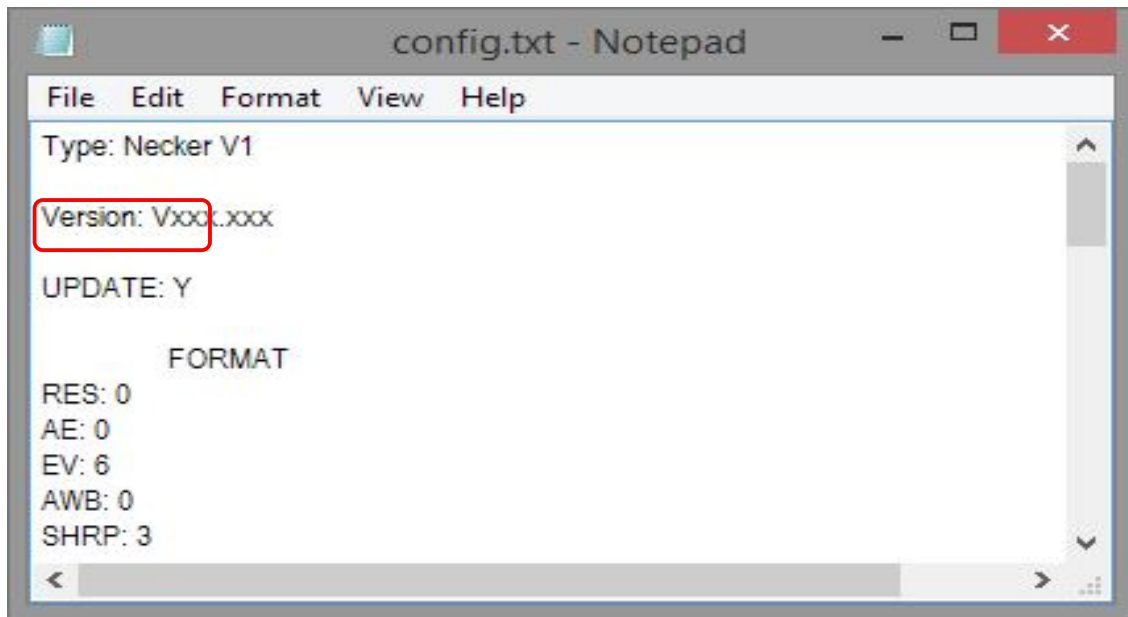 config.txt - Notepad
File Edit Format View Help
Type: Necker V1
Version: Vxxx.xxx
UPDATE: Y
FORMAT
RES: 0
AE: 0
EV: 6
AWB: 0
SHRP: 3